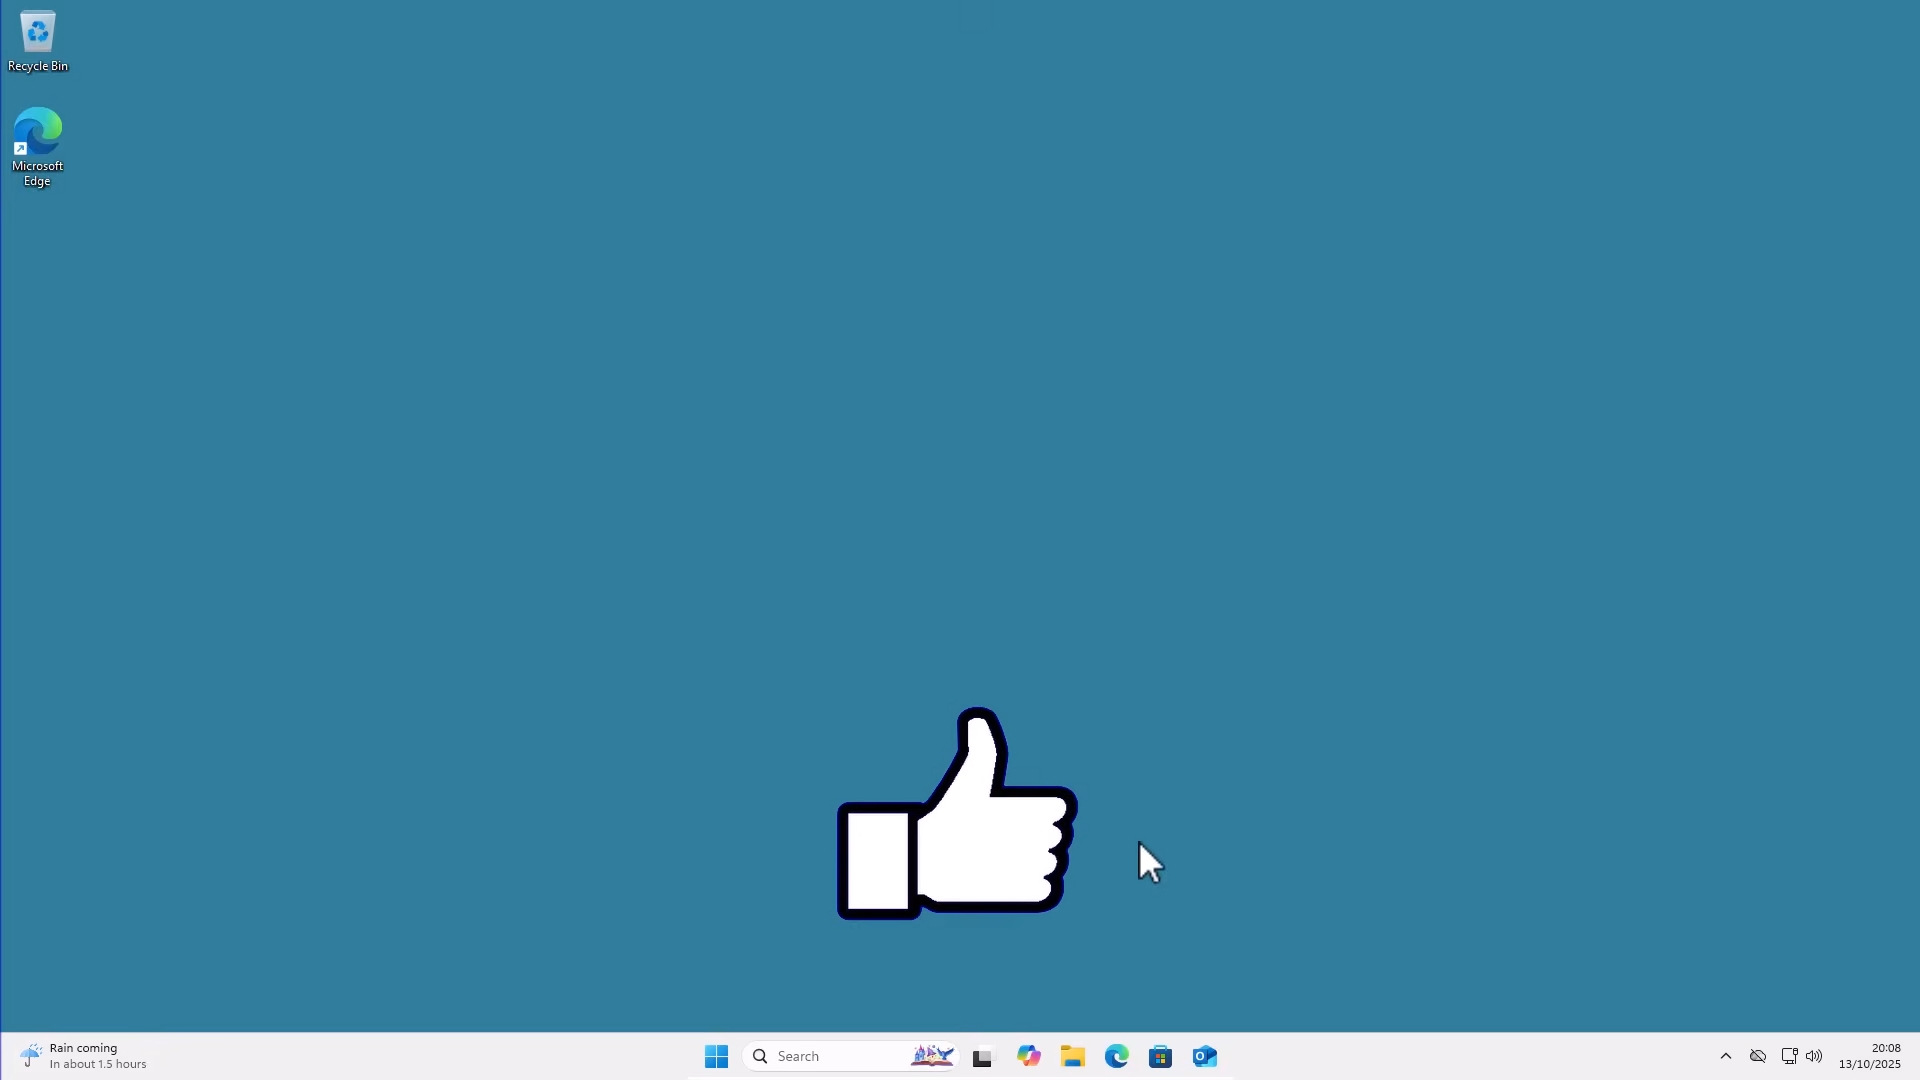 Recycle Bin
Microsoft
Edge
Rain coming
In about 1.5 hours
Search
20:08
13/10/2025